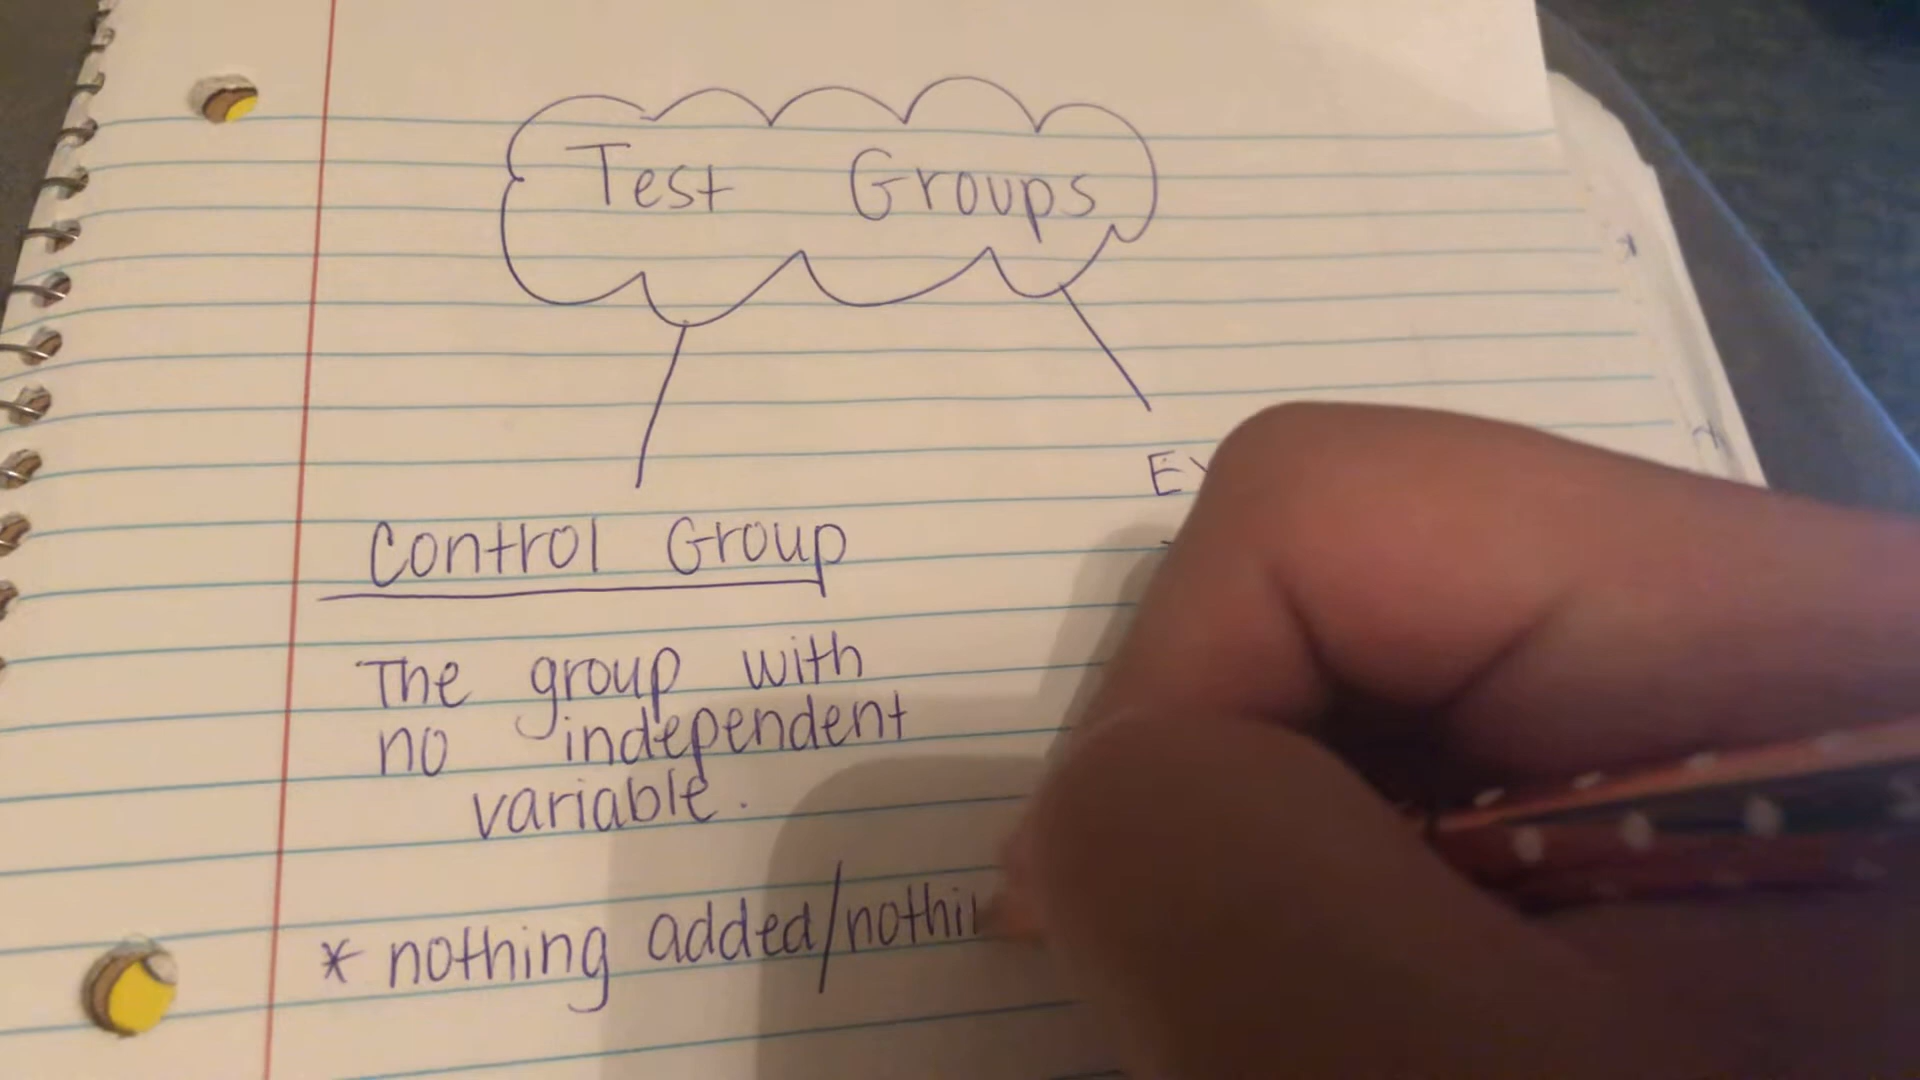 Test Groups
Control Group
The group with
no independent
variable.
* nothing added/